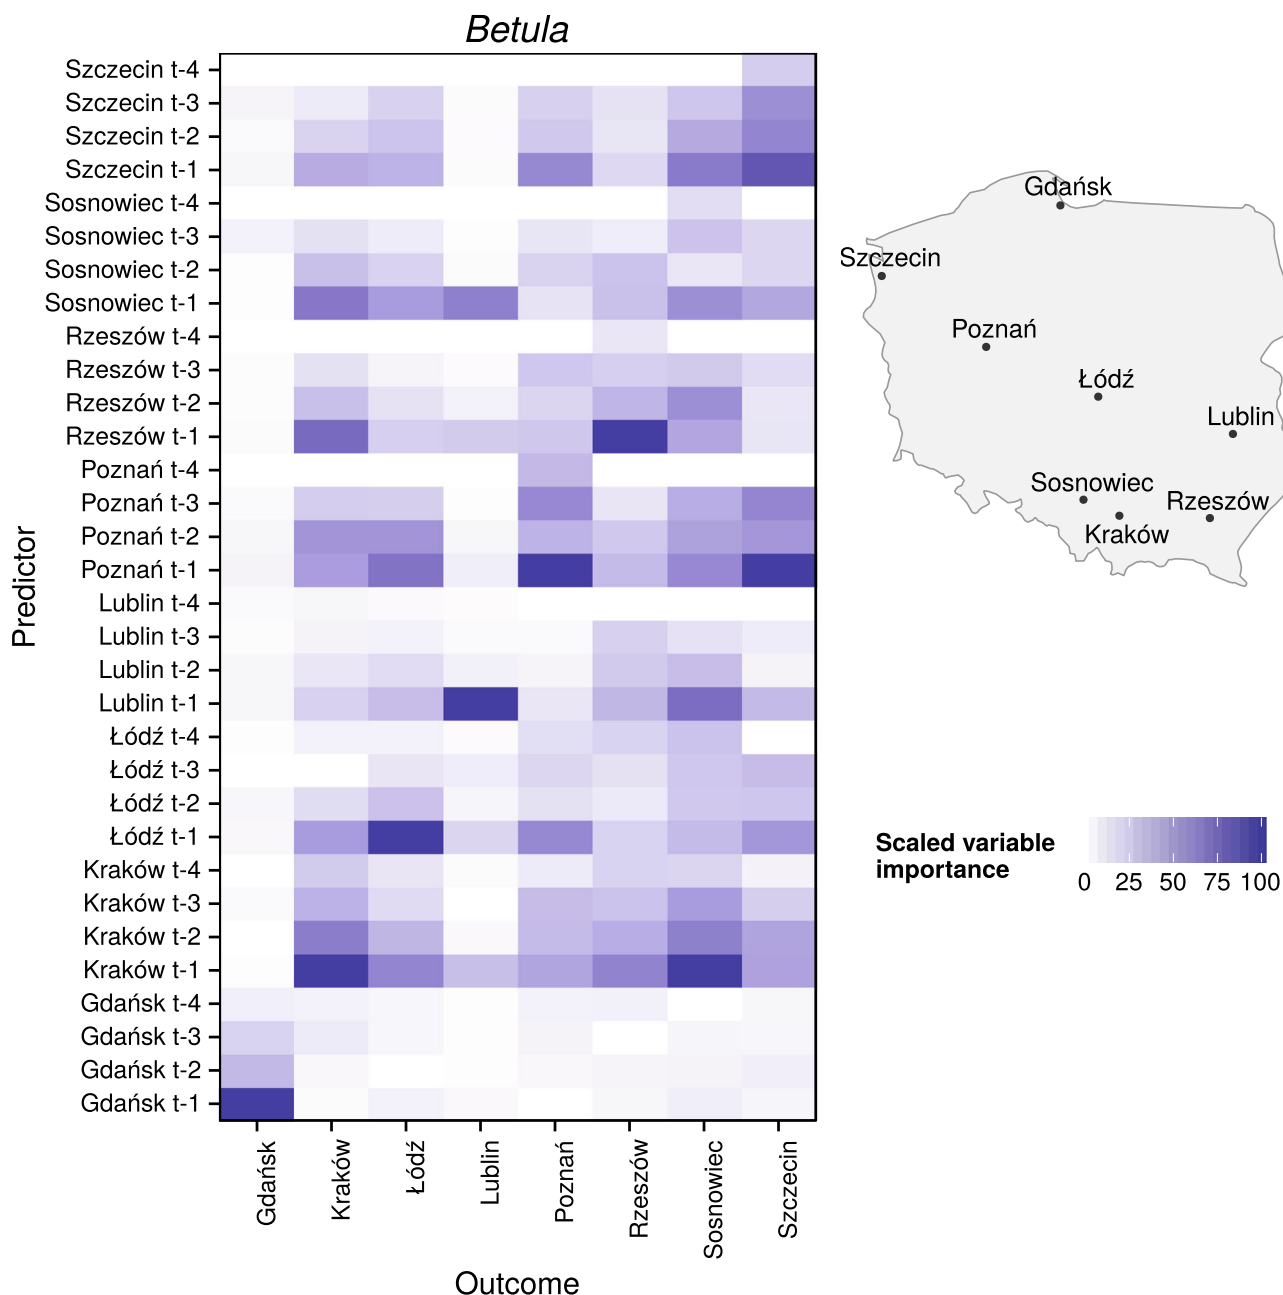 Betula
Szczecin t-4
Szczecin t-3
Szczecin t-2
Szczecin t-1
Sosnowiec t-4
Sosnowiec t-3
Sosnowiec t-2
Sosnowiec t-1
Rzeszów t-4
Rzeszów t-3
Rzeszów t-2
Rzeszów t-1
Poznań t-4
Poznań t-3
Poznań t-2
Poznań t-1
Lublin t-4
Lublin t-3
Lublin t-2
Lublin t-1
Łódź t-4
Łódź t-3
Łódź t-2
Łódź t-1
Kraków t-4
Kraków t-3
Kraków t-2
Kraków t-1
Gdańsk t-4
Gdańsk t-3
Gdańsk t-2
Gdańsk t-1
Predictor
Gdańsk
Kraków
Łódź
Lublin
Poznań
Rzeszów
Sosnowiec
Szczecin
Outcome
Gdańsk
Szczecin
Poznań
Łódź
Lublin
Sosnowiec
Rzeszów
Kraków
Scaled variable
importance
0 25 50 75 100